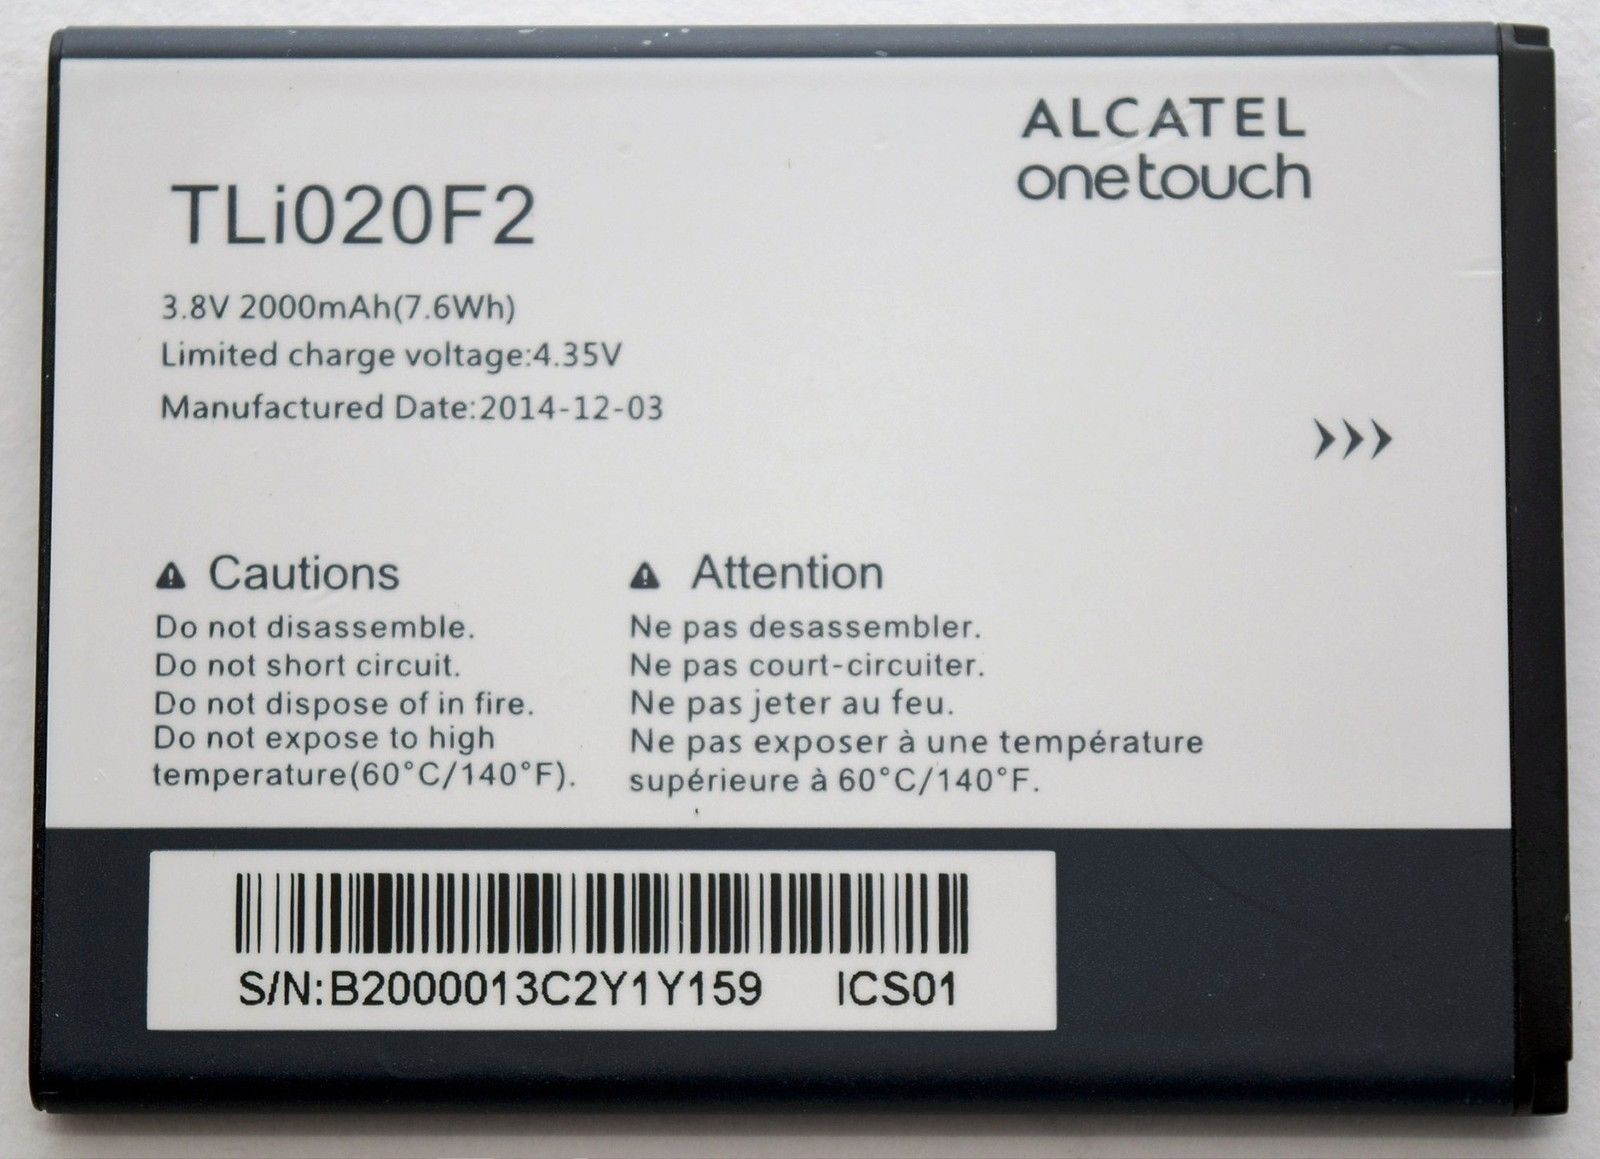 ALCATEL
onetouch
TLi020F2
3.8V 2000mAh(7.6Wh)
Limited charge voltage:4.35V
Manufactured Date:2014-12-03
Cautions
Do not disassemble.
Do not short circuit.
Do not dispose of in fire.
Do not expose to high
temperature(60°C/140°F).
Attention
Ne pas desassembler.
Ne pas court-circuiter.
Ne pas jeter au feu.
Ne pas exposer à une température
supérieure à 60°C/140°F.
S/N:B2000013C2Y1Y159 ICS01